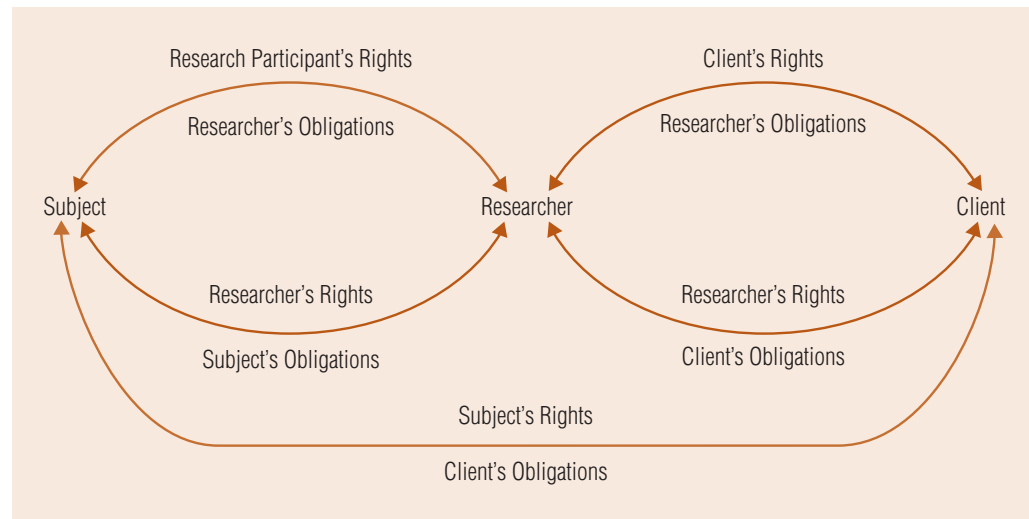 Research Participant’s Rights
Client’s Rights
Researcher’s Obligations
Researcher’s Obligations
Subject
Researcher
Client
Researcher’s Rights
Researcher’s Rights
Subject’s Obligations
Client’s Obligations
Subject’s Rights
Client’s Obligations